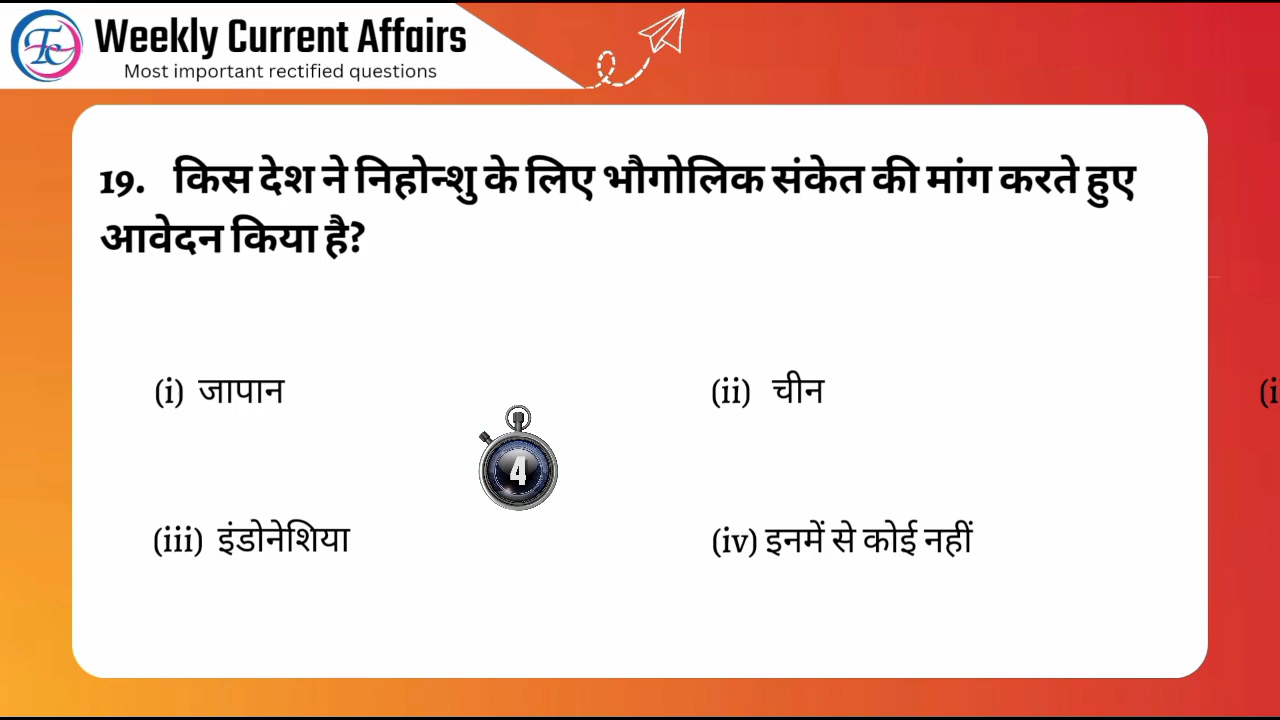 Weekly Current Affairs
Most important rectified questions
19. किस देश ने निहोन्शु के लिए भौगोलिक संकेत की मांग करते हुए
आवेदन किया है?
(i) जापान
(ii) चीन
4
(iii) इंडोनेशिया
(iv) इनमें से कोई नहीं